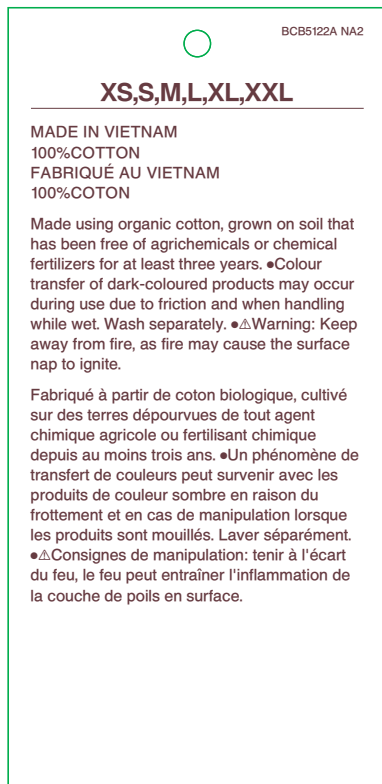 BCB5122A NA2
XS,S,M,L,XL,XXL
MADE IN VIETNAM
100%COTTON
FABRIQUÉ AU VIETNAM
100%COTON
Made using organic cotton, grown on soil that
has been free of agrichemicals or chemical
fertilizers for at least three years. ●Colour
transfer of dark-coloured products may occur
during use due to friction and when handling
while wet. Wash separately. ●⚠Warning: Keep
away from fire, as fire may cause the surface
nap to ignite.
Fabriqué à partir de coton biologique, cultivé
sur des terres dépourvues de tout agent
chimique agricole ou fertilisant chimique
depuis au moins trois ans. ●Un phénomène de
transfert de couleurs peut survenir avec les
produits de couleur sombre en raison du
frottement et en cas de manipulation lorsque
les produits sont mouillés. Laver séparément.
●⚠Consignes de manipulation: tenir à l'écart
du feu, le feu peut entraîner l'inflammation de
la couche de poils en surface.